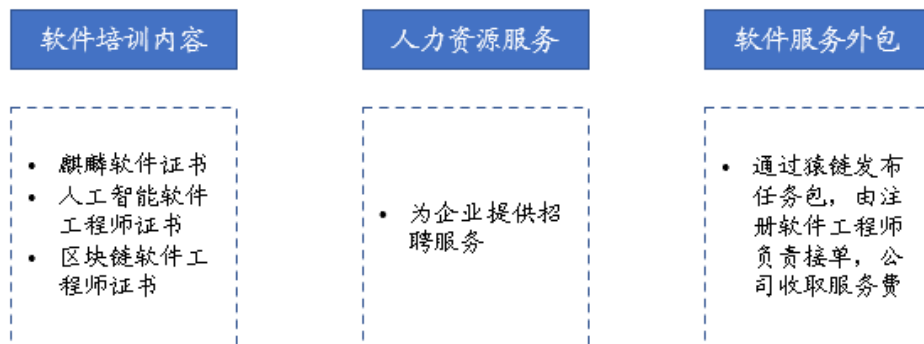 软件培训内容
人力资源服务
软件服务外包
• 麒麟软件证书
• 人工智能软件
工程师证书
• 区块链软件工
程师证书
• 为企业提供招
聘服务
• 通过猿链发布
任务包，由注
册软件工程师
负责接单，公
司收取服务费